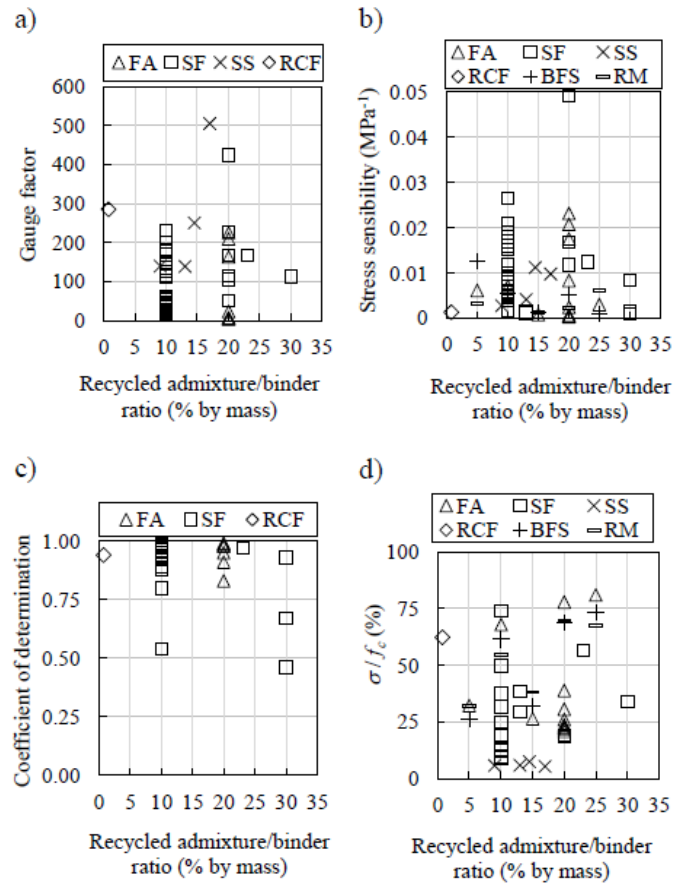 a)
FA SF SS RCF
600
500
400
300
200
100
0
Gauge factor
0 5 10 15 20 25 30 35
Recycled admixture/binder
ratio (% by mass)
b)
FA SF SS
RCF BFS RM
0.05
0.04
0.03
0.02
0.01
0
Stress sensibility (MPa⁻¹)
0 5 10 15 20 25 30 35
Recycled admixture/binder
ratio (% by mass)
c)
FA SF RCF
1.00
0.75
0.50
0.25
0.00
Coefficient of determination
0 5 10 15 20 25 30 35
Recycled admixture/binder
ratio (% by mass)
d)
FA SF SS
RCF BFS RM
100
75
50
25
0
σ/f_c (%)
0 5 10 15 20 25 30 35
Recycled admixture/binder
ratio (% by mass)